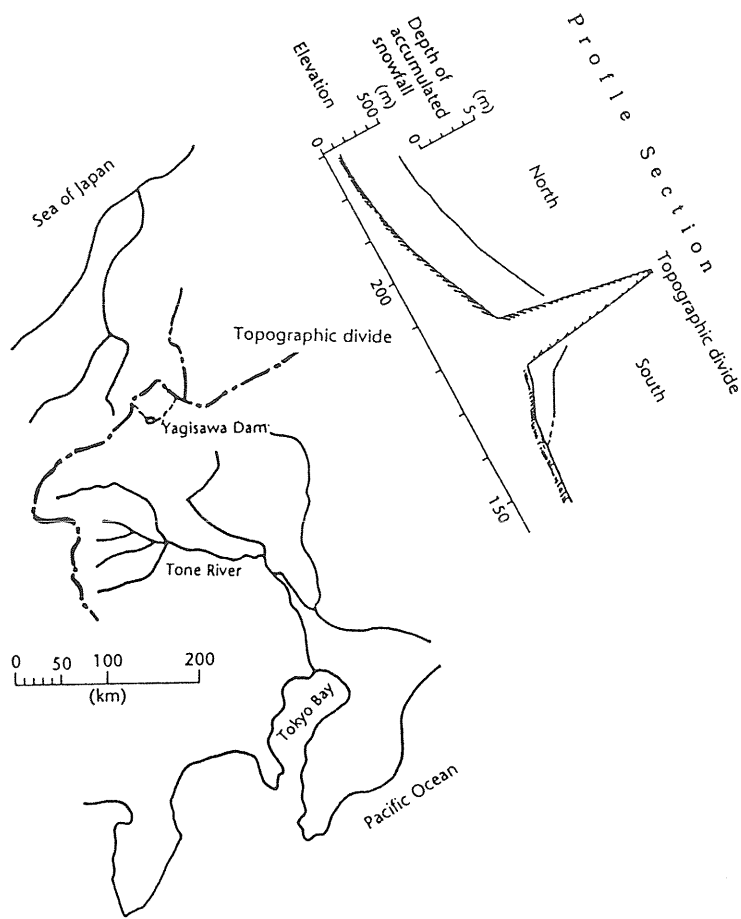 Profile Section
Elevation
0
500
(m)
Depth of
accumulated
snowfall
0
5
(m)
North
Topographic divide
South
200
150
Sea of Japan
Topographic divide
Yagisawa Dam
Tone River
0 50 100 200
(km)
Tokyo Bay
Pacific Ocean